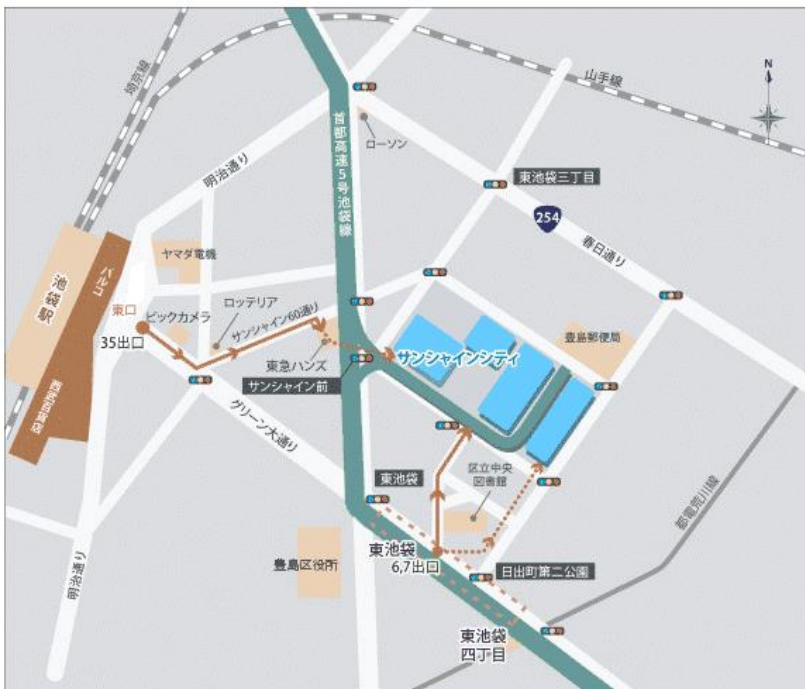 埼京線
山手線
N
首都高速5号池袋線
ローソン
明治通り
東池袋三丁目
254
春日通り
ヤマダ電機
池袋駅
パルコ
東口
ビックカメラ
ロッテリア
サンシャイン60通り
35出口
東急ハンズ
サンシャインシティ
豊島郵便局
サンシャイン前
西武百貨店
グリーン大通り
東池袋
区立中央
図書館
都電荒川線
東池袋
6,7出口
日出町第二公園
豊島区役所
明治通り
東池袋
四丁目